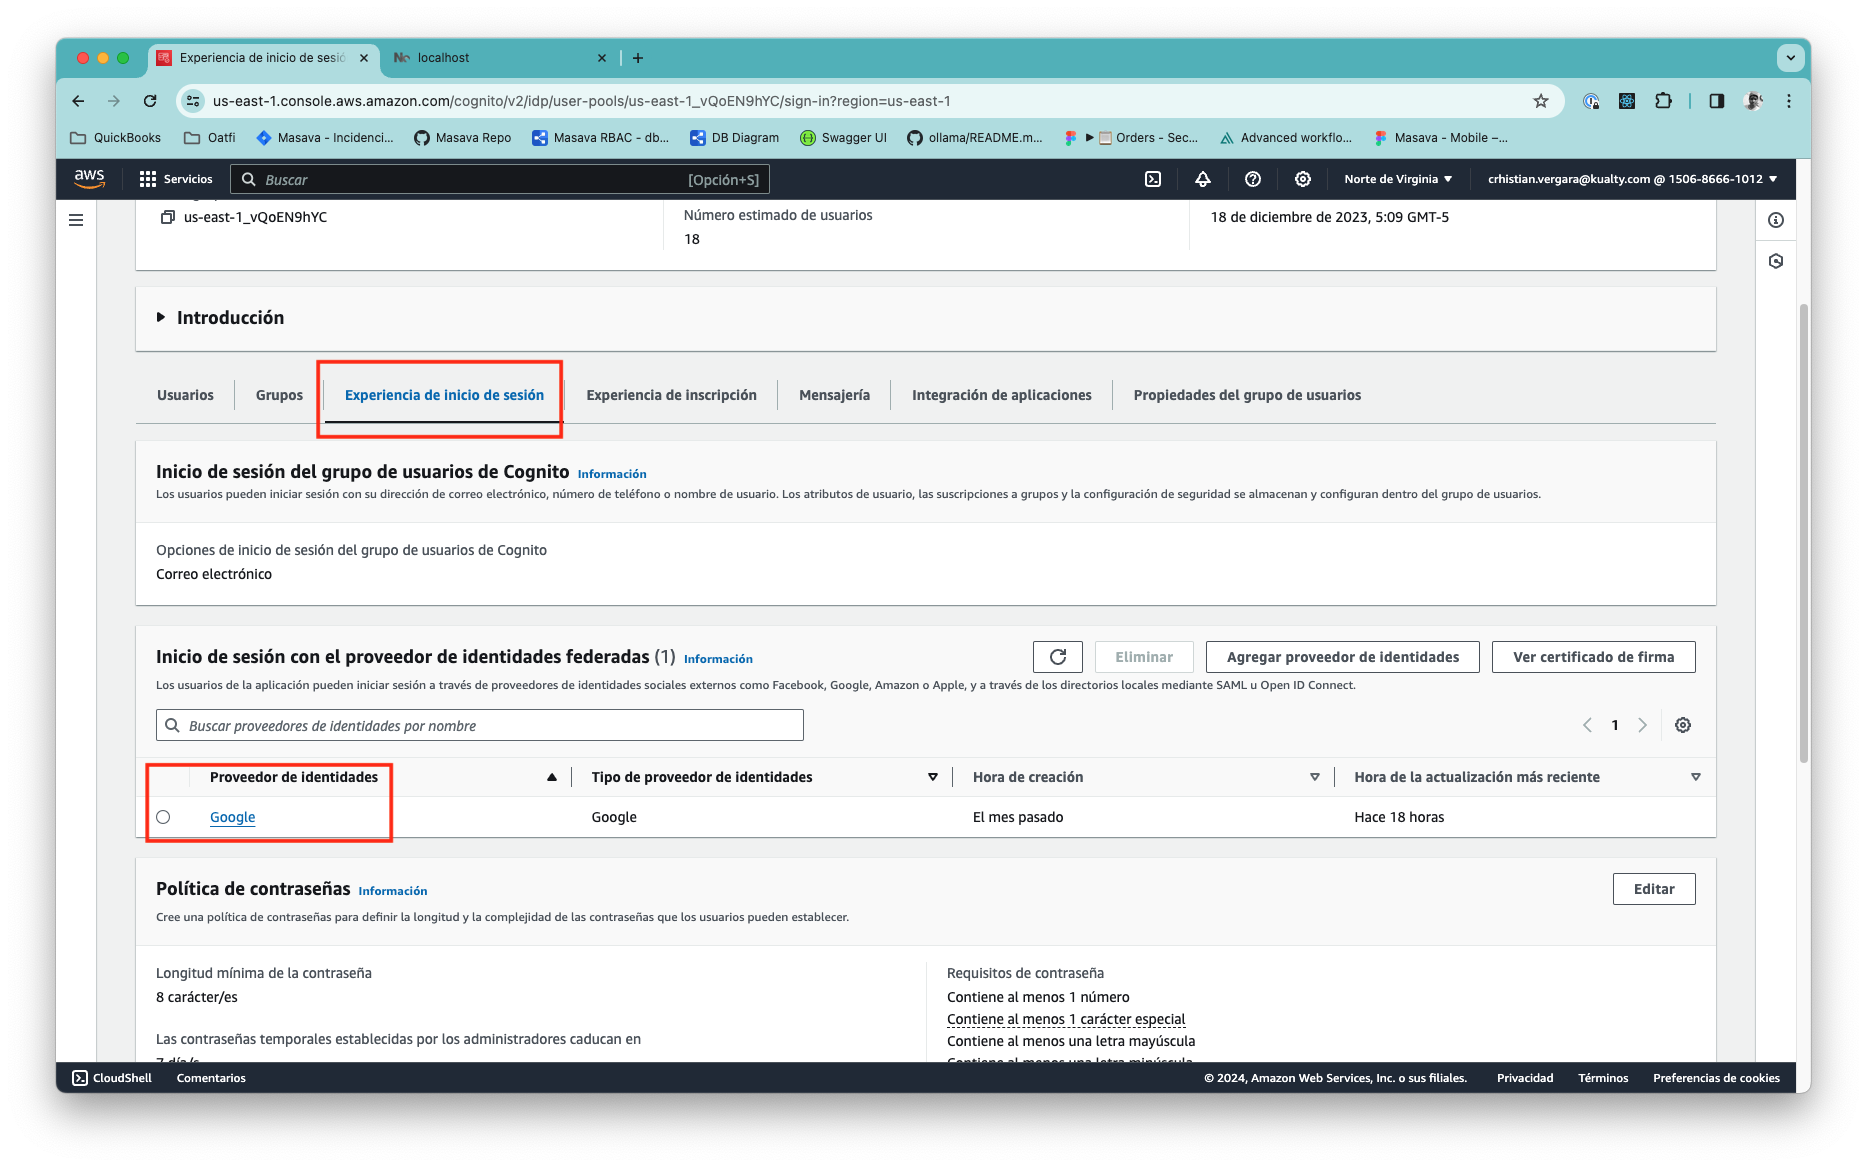 Experiencia de inicio de sesió
localhost
us-east-1.console.aws.amazon.com/cognito/v2/idp/user-pools/us-east-1_vQoEN9hYC/sign-in?region=us-east-1
QuickBooks
Oatfi
Masava - Incidenci...
Masava Repo
Masava RBAC - db...
DB Diagram
Swagger UI
ollama/README.m...
Orders - Sec...
Advanced workflo...
Masava - Mobile –...
aws
Servicios
Buscar
[Opción+S]
Norte de Virginia
crhistian.vergara@kualty.com @ 1506-8666-1012
us-east-1_vQoEN9hYC
Número estimado de usuarios
18
18 de diciembre de 2023, 5:09 GMT-5
Introducción
Usuarios
Grupos
Experiencia de inicio de sesión
Experiencia de inscripción
Mensajería
Integración de aplicaciones
Propiedades del grupo de usuarios
Inicio de sesión del grupo de usuarios de Cognito Información
Los usuarios pueden iniciar sesión con su dirección de correo electrónico, número de teléfono o nombre de usuario. Los atributos de usuario, las suscripciones a grupos y la configuración de seguridad se almacenan y configuran dentro del grupo de usuarios.
Opciones de inicio de sesión del grupo de usuarios de Cognito
Correo electrónico
Inicio de sesión con el proveedor de identidades federadas (1) Información
Eliminar
Agregar proveedor de identidades
Ver certificado de firma
Los usuarios de la aplicación pueden iniciar sesión a través de proveedores de identidades sociales externos como Facebook, Google, Amazon o Apple, y a través de los directorios locales mediante SAML u Open ID Connect.
Buscar proveedores de identidades por nombre
1
Proveedor de identidades
Tipo de proveedor de identidades
Hora de creación
Hora de la actualización más reciente
Google
Google
El mes pasado
Hace 18 horas
Política de contraseñas Información
Editar
Cree una política de contraseñas para definir la longitud y la complejidad de las contraseñas que los usuarios pueden establecer.
Longitud mínima de la contraseña
8 carácter/es
Las contraseñas temporales establecidas por los administradores caducan en
7 día/s
Requisitos de contraseña
Contiene al menos 1 número
Contiene al menos 1 carácter especial
Contiene al menos una letra mayúscula
Contiene al menos una letra minúscula
CloudShell
Comentarios
© 2024, Amazon Web Services, Inc. o sus filiales.
Privacidad
Términos
Preferencias de cookies